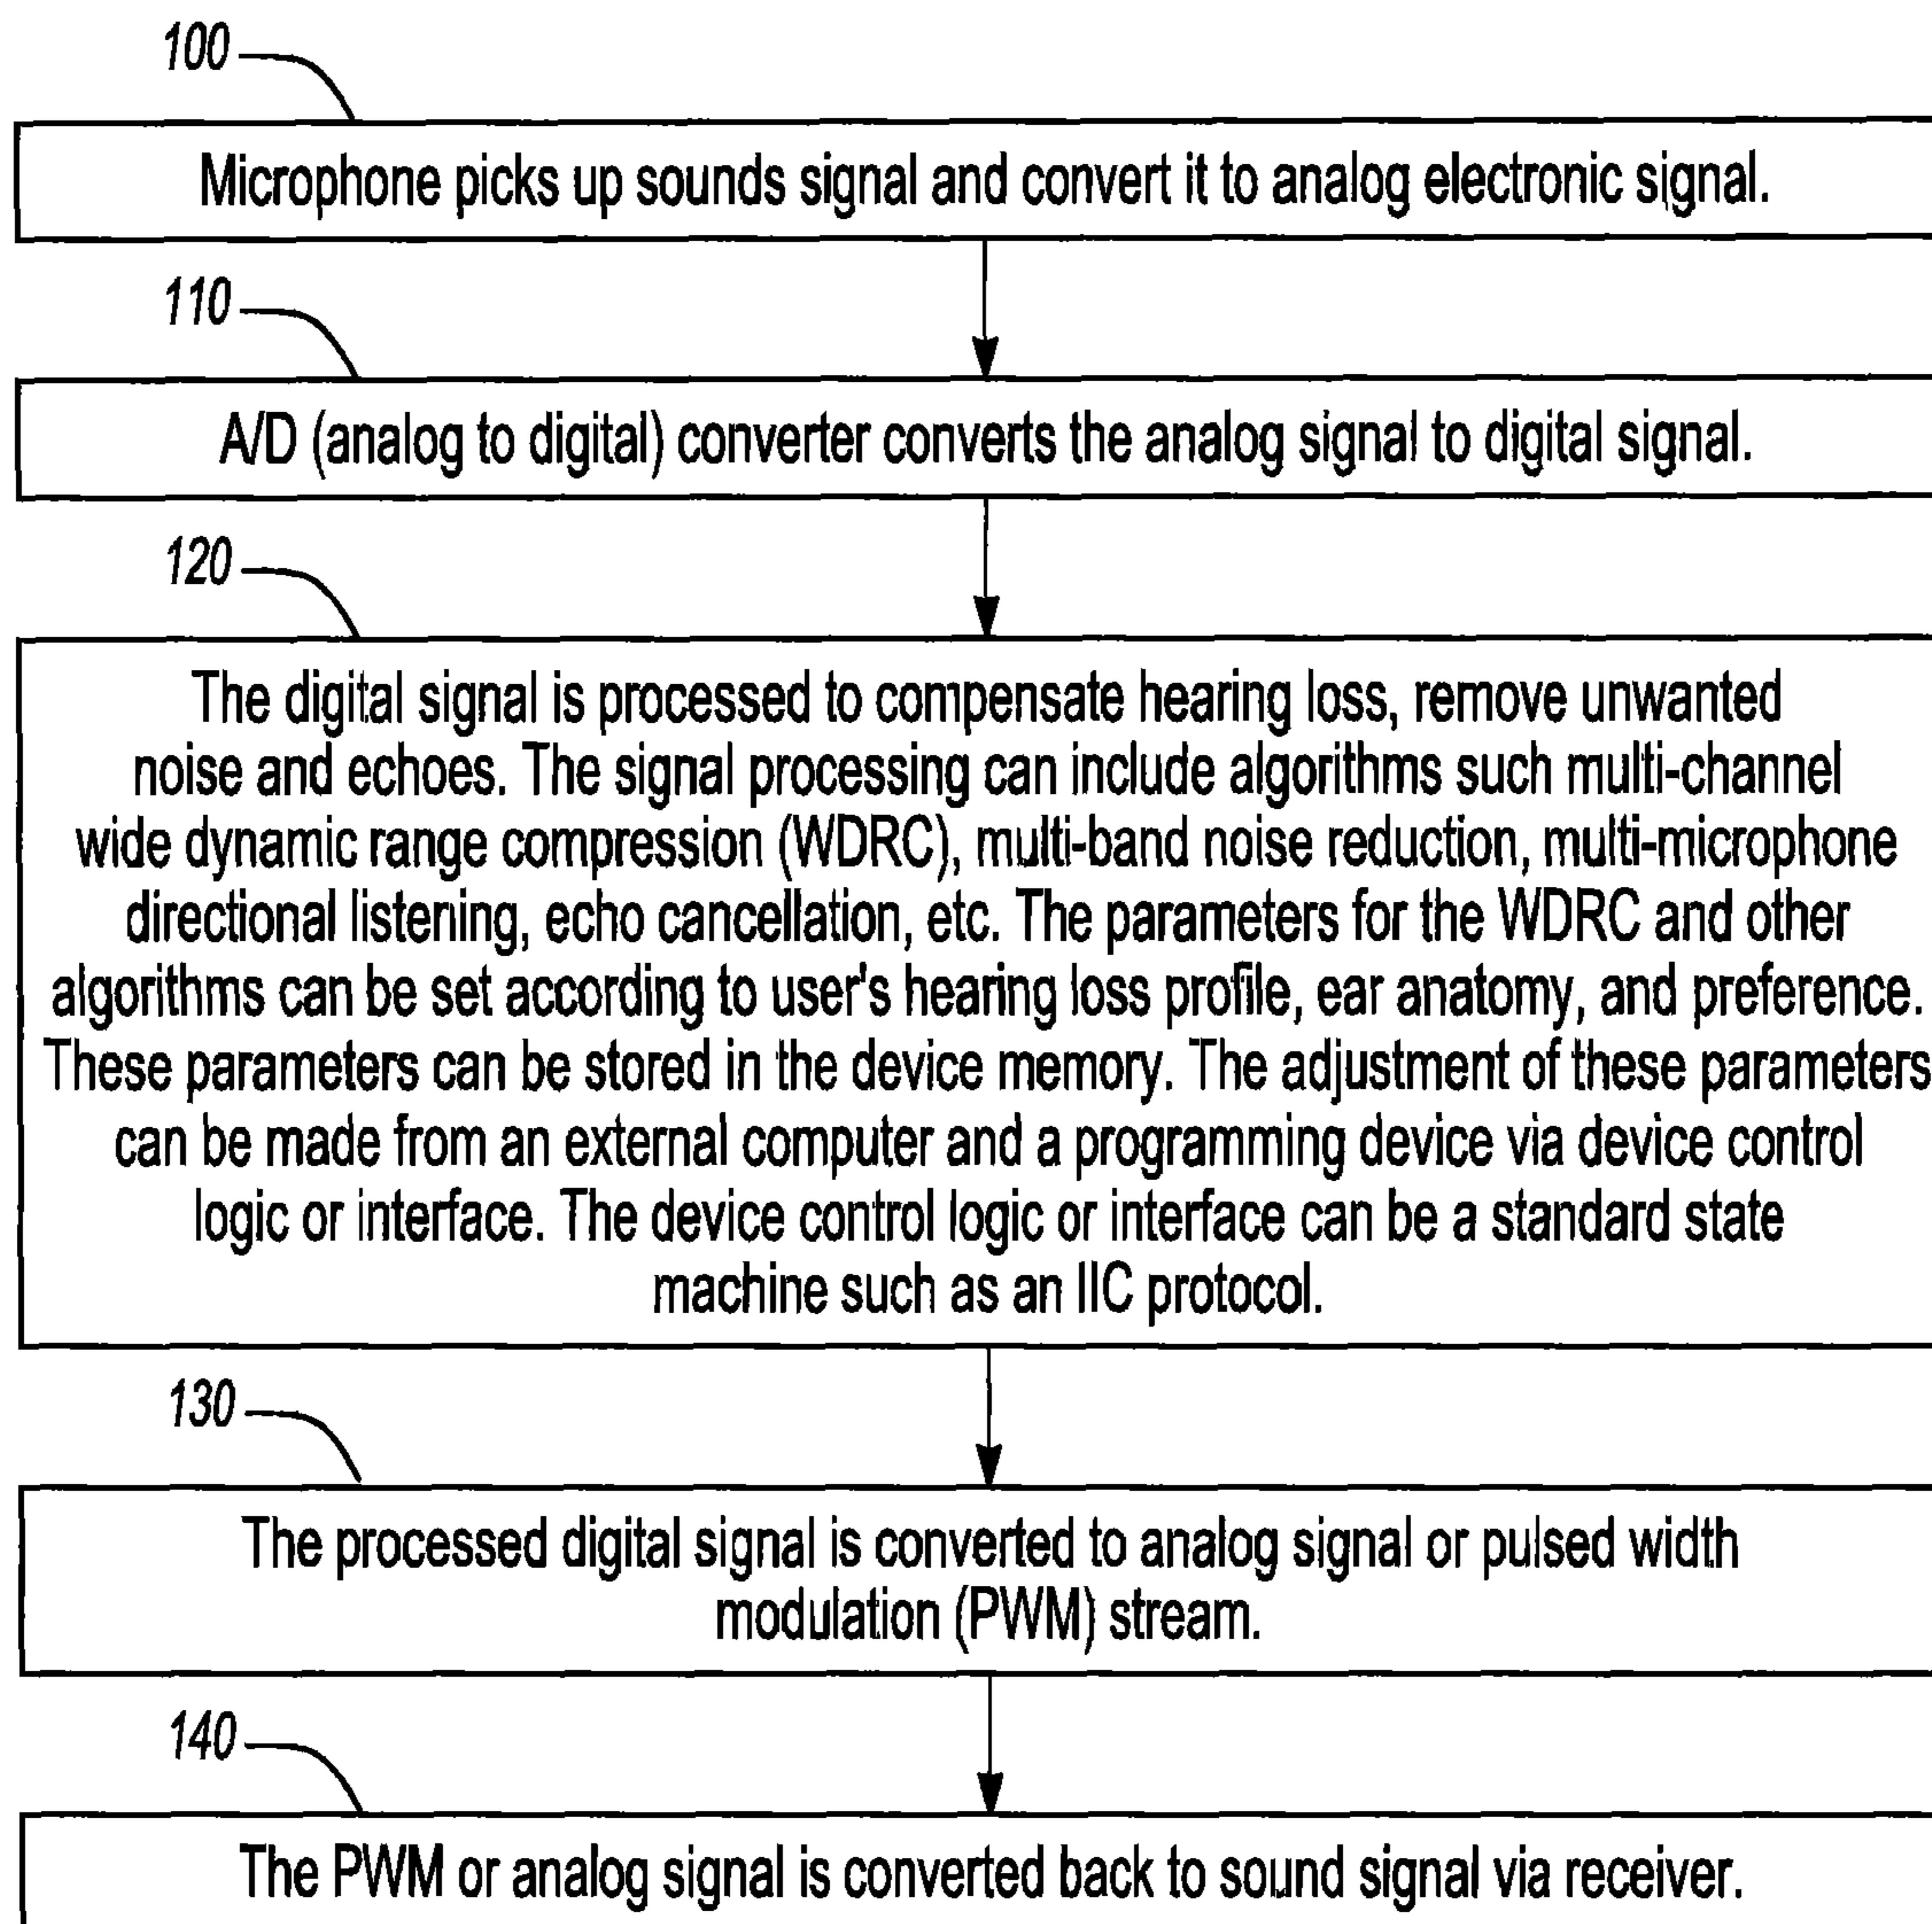 100
Microphone picks up sounds signal and convert it to analog electronic signal.
110
A/D (analog to digital) converter converts the analog signal to digital signal.
120
The digital signal is processed to compensate hearing loss, remove unwanted
noise and echoes. The signal processing can include algorithms such multi-channel
wide dynamic range compression (WDRC), multi-band noise reduction, multi-microphone
directional listening, echo cancellation, etc. The parameters for the WDRC and other
algorithms can be set according to user's hearing loss profile, ear anatomy, and preference.
These parameters can be stored in the device memory. The adjustment of these parameters
can be made from an external computer and a programming device via device control
logic or interface. The device control logic or interface can be a standard state
machine such as an IIC protocol.
130
The processed digital signal is converted to analog signal or pulsed width
modulation (PWM) stream.
140
The PWM or analog signal is converted back to sound signal via receiver.